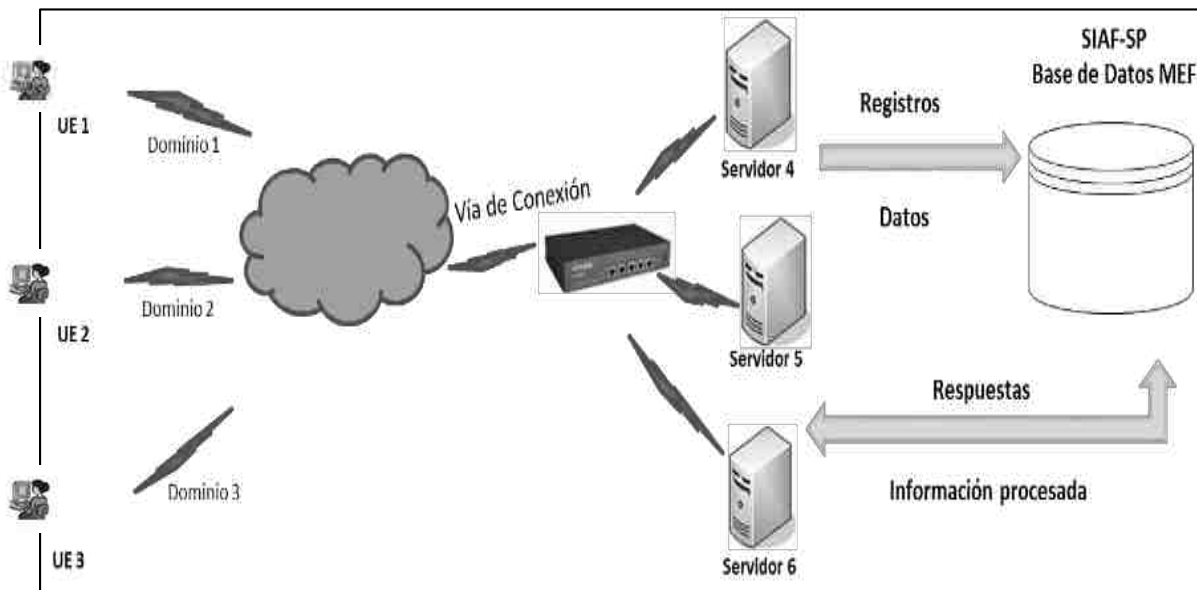 SIAF-SP
Base de Datos MEF
UE 1
Dominio 1
Vía de Conexión
Servidor 4
Registros
Datos
UE 2
Dominio 2
Servidor 5
Respuestas
UE 3
Dominio 3
Servidor 6
Información procesada